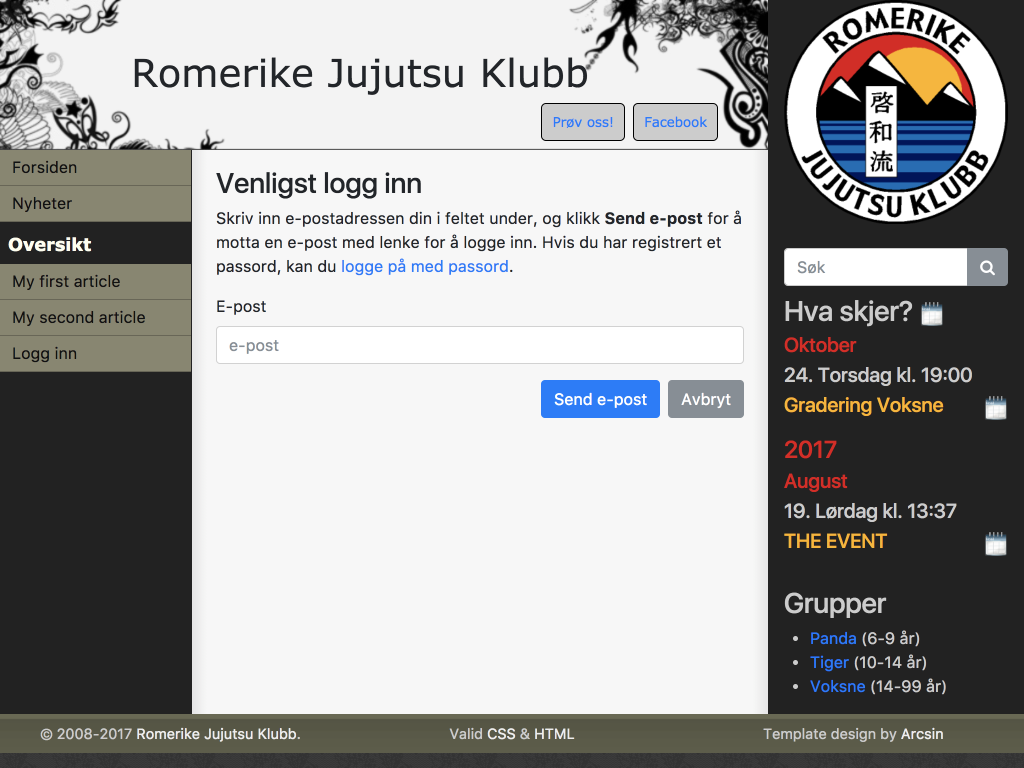 Romerike Jujutsu Klubb
Prøv oss!
Facebook
Forsiden
Nyheter
Oversikt
My first article
My second article
Logg inn
Venligst logg inn
Skriv inn e-postadressen din i feltet under, og klikk Send e-post for å
motta en e-post med lenke for å logge inn. Hvis du har registrert et
passord, kan du logge på med passord.
E-post
e-post
Send e-post
Avbryt
ROMERIKE
啓和流
JUJUTSU KLUBB
Søk
Hva skjer?
Oktober
24. Torsdag kl. 19:00
Gradering Voksne
2017
August
19. Lørdag kl. 13:37
THE EVENT
Grupper
Panda (6-9 år)
Tiger (10-14 år)
Voksne (14-99 år)
© 2008-2017 Romerike Jujutsu Klubb.
Valid CSS & HTML
Template design by Arcsin